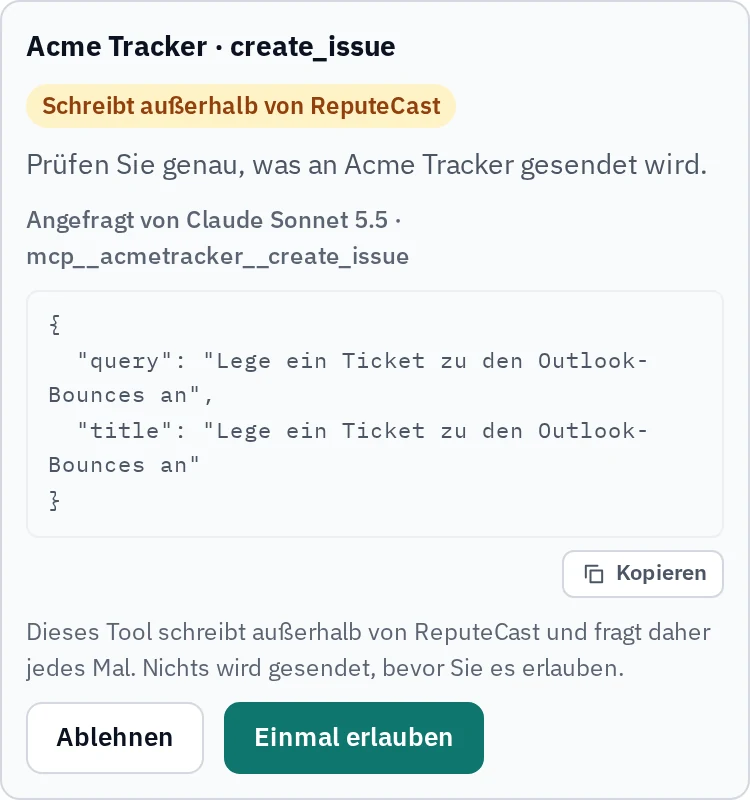 Acme Tracker · create_issue
Schreibt außerhalb von ReputeCast
Prüfen Sie genau, was an Acme Tracker gesendet wird.
Angefragt von Claude Sonnet 5.5 ·
mcp__acmetracker__create_issue
{
  "query": "Lege ein Ticket zu den Outlook-
Bounces an",
  "title": "Lege ein Ticket zu den Outlook-
Bounces an"
}
Kopieren
Dieses Tool schreibt außerhalb von ReputeCast und fragt daher
jedes Mal. Nichts wird gesendet, bevor Sie es erlauben.
Ablehnen
Einmal erlauben